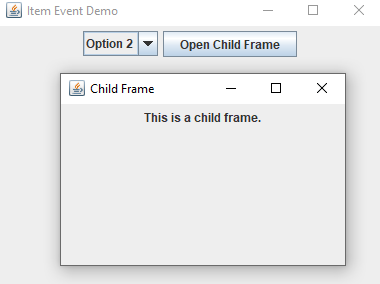 Item Event Demo
Option 2 Open Child Frame
Child Frame
This is a child frame.